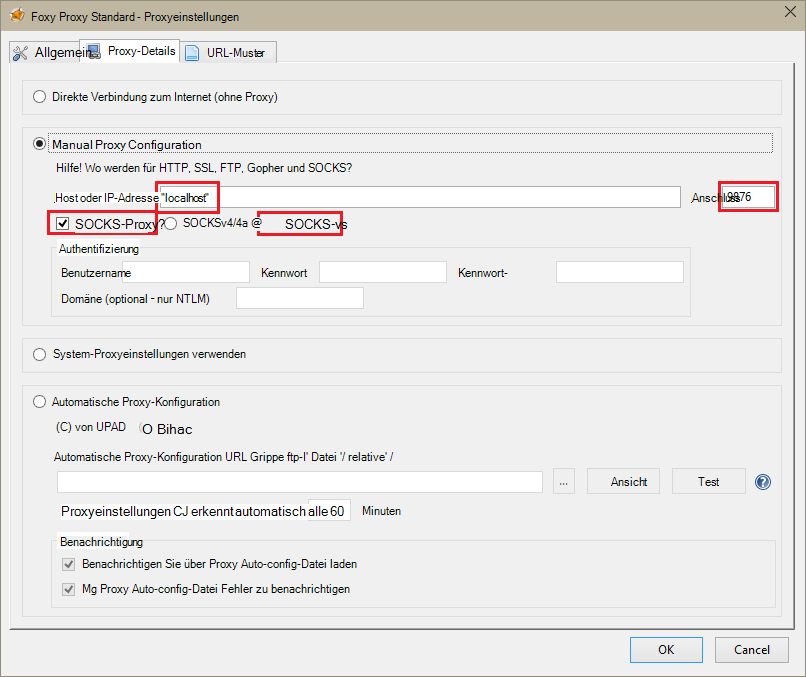 Foxy Proxy Standard - Proxyeinstellungen
Allgemein Proxy-Details URL-Muster
Direkte Verbindung zum Internet (ohne Proxy)
Manual Proxy Configuration
Hilfe! Wo werden für HTTP, SSL, FTP, Gopher und SOCKS?
Host oder IP-Adresse "localhost" Anschluss 9876
SOCKS-Proxy? SOCKSv4/4a @ SOCKS-vs
Authentifizierung
Benutzername Kennwort Kennwort-
Domäne (optional - nur NTLM)
System-Proxyeinstellungen verwenden
Automatische Proxy-Konfiguration
(C) von UPAD (O Bihac
Automatische Proxy-Konfiguration URL Grippe ftp-I' Datei '/ relative' /
... Ansicht Test ?
Proxyeinstellungen CJ erkennt automatisch alle 60 Minuten
Benachrichtigung
Benachrichtigen Sie über Proxy Auto-config-Datei laden
Mg Proxy Auto-config-Datei Fehler zu benachrichtigen
OK Cancel